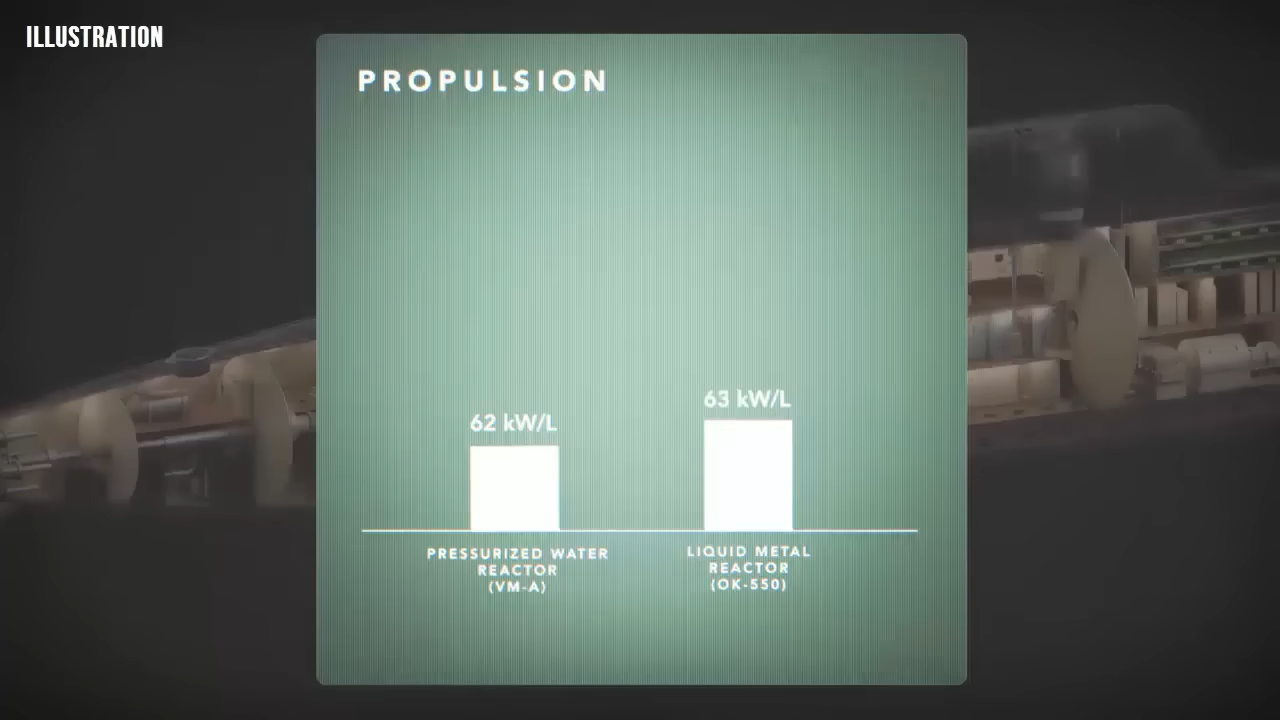 ILLUSTRATION
PROPULSION
62 kW/L
63 kW/L
PRESSURIZED WATER
REACTOR
(VM-A)
LIQUID METAL
REACTOR
(OK-550)